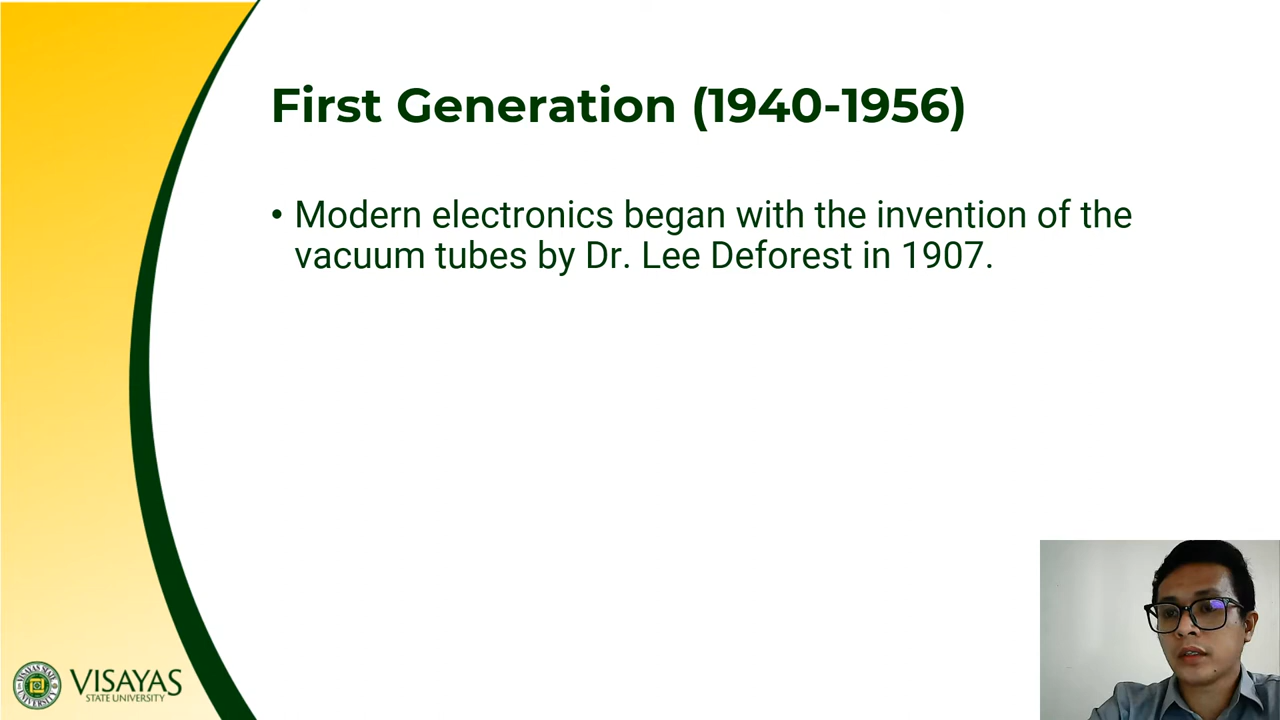 First Generation (1940-1956)
• Modern electronics began with the invention of the
vacuum tubes by Dr. Lee Deforest in 1907.
VISAYAS
STATE UNIVERSITY